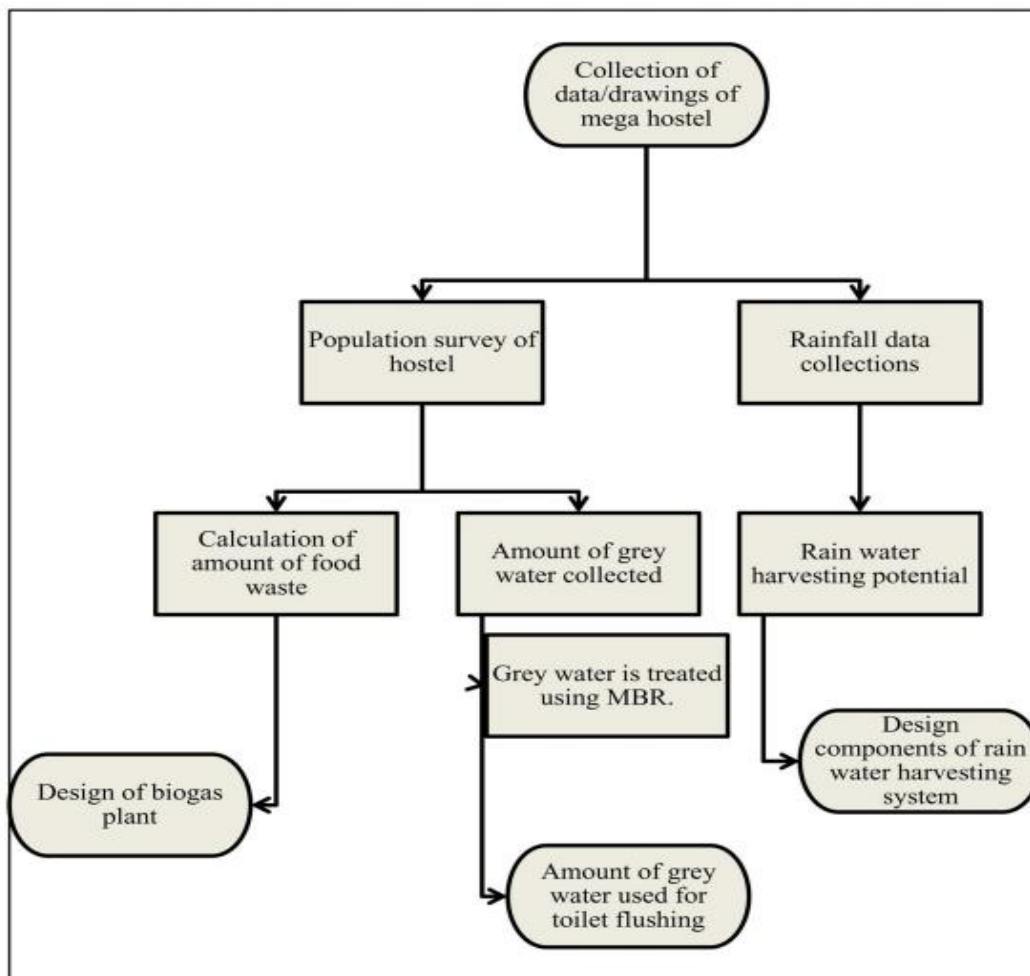 Collection of
data/drawings of
mega hostel
Population survey of
hostel
Rainfall data
collections
Calculation of
amount of food
waste
Amount of grey
water collected
Rain water
harvesting potential
Grey water is treated
using MBR.
Design
components of rain
water harvesting
system
Design of biogas
plant
Amount of grey
water used for
toilet flushing